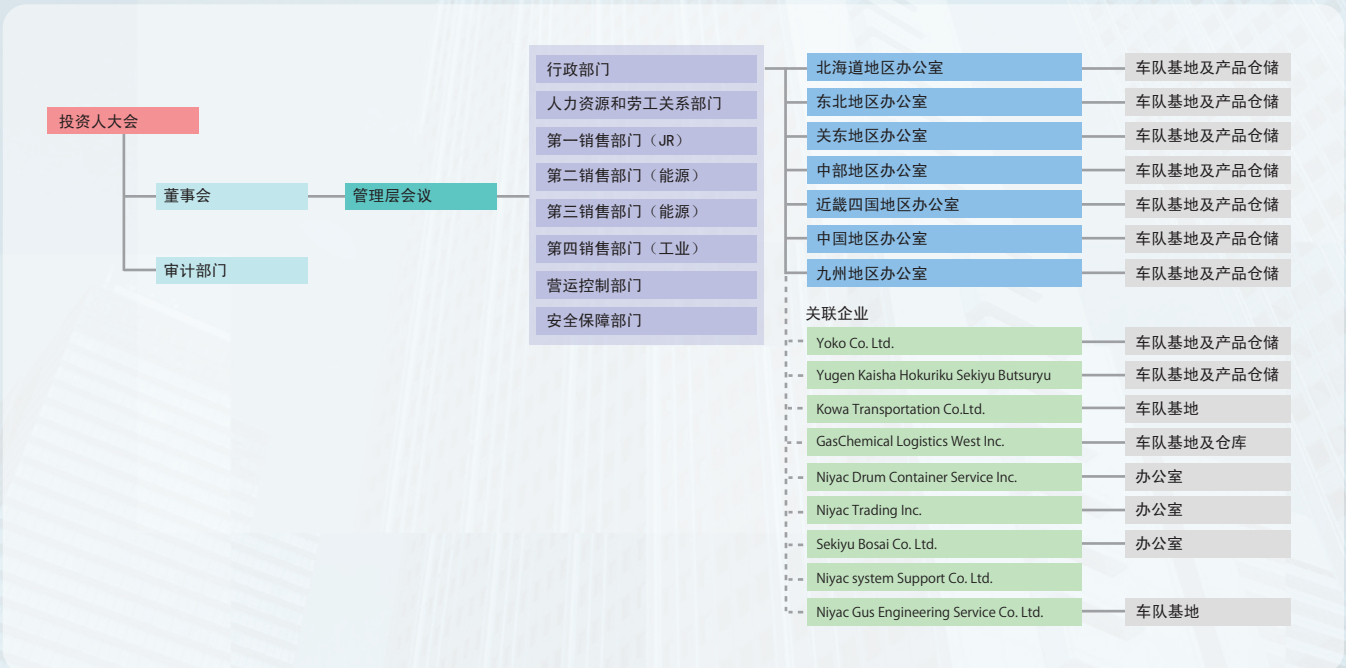 投资人大会
董事会
审计部门
管理层会议
行政部门
人力资源和劳工关系部门
第一销售部门（JR）
第二销售部门（能源）
第三销售部门（能源）
第四销售部门（工业）
营运控制部门
安全保障部门
北海道地区办公室 车队基地及产品仓储
东北地区办公室 车队基地及产品仓储
关东地区办公室 车队基地及产品仓储
中部地区办公室 车队基地及产品仓储
近畿四国地区办公室 车队基地及产品仓储
中国地区办公室 车队基地及产品仓储
九州地区办公室 车队基地及产品仓储
关联企业
Yoko Co. Ltd. 车队基地及产品仓储
Yugen Kaisha Hokuriku Sekiyu Butsuryu 车队基地及产品仓储
Kowa Transportation Co.Ltd. 车队基地
GasChemical Logistics West Inc. 车队基地及仓库
Niyac Drum Container Service Inc. 办公室
Niyac Trading Inc. 办公室
Sekiyu Bosai Co. Ltd. 办公室
Niyac system Support Co. Ltd.
Niyac Gus Engineering Service Co. Ltd. 车队基地